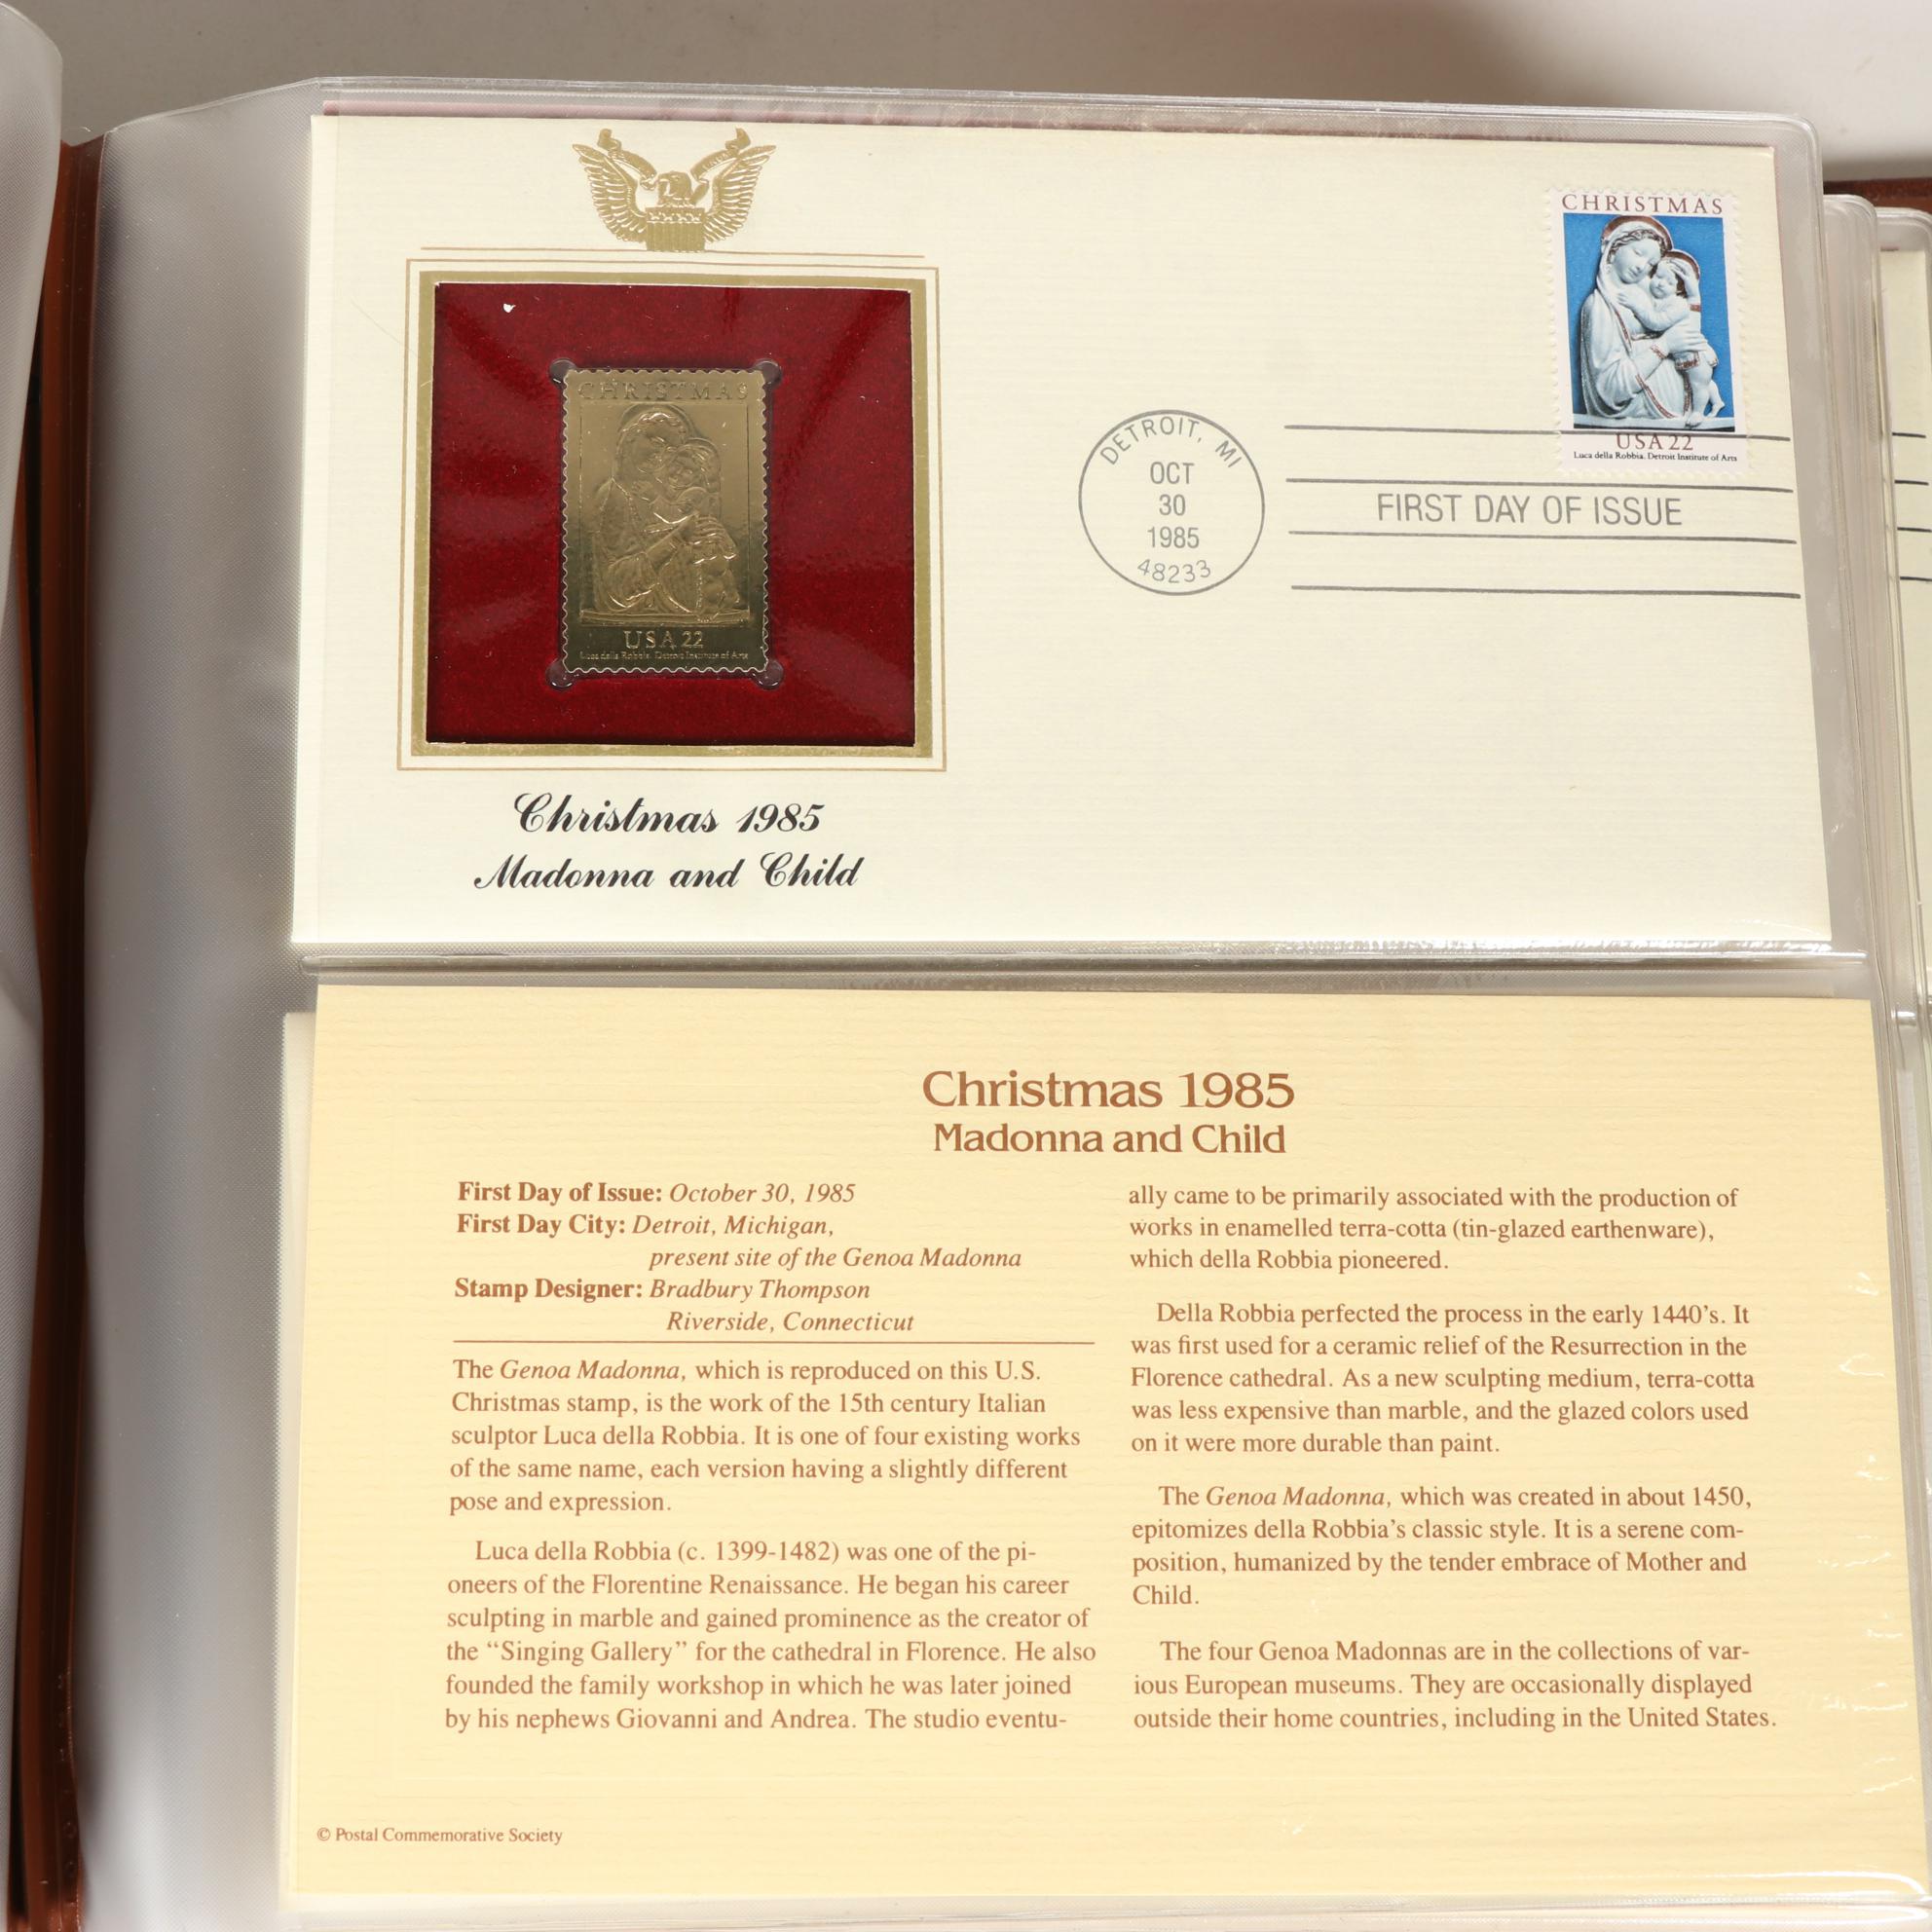 CHRISTMAS
USA 22
Luca della Robbia. Detroit Institute of Arts
CHRISTMAS
USA 22
Luca della Robbia. Detroit Institute of Arts
DETROIT, MI
OCT
30
1985
48233
FIRST DAY OF ISSUE
Christmas 1985
Madonna and Child
Christmas 1985
Madonna and Child
First Day of Issue: October 30, 1985
First Day City: Detroit, Michigan,
present site of the Genoa Madonna
Stamp Designer: Bradbury Thompson
Riverside, Connecticut
The Genoa Madonna, which is reproduced on this U.S.
Christmas stamp, is the work of the 15th century Italian
sculptor Luca della Robbia. It is one of four existing works
of the same name, each version having a slightly different
pose and expression.
Luca della Robbia (c. 1399-1482) was one of the pi-
oneers of the Florentine Renaissance. He began his career
sculpting in marble and gained prominence as the creator of
the “Singing Gallery” for the cathedral in Florence. He also
founded the family workshop in which he was later joined
by his nephews Giovanni and Andrea. The studio eventu-
ally came to be primarily associated with the production of
works in enamelled terra-cotta (tin-glazed earthenware),
which della Robbia pioneered.
Della Robbia perfected the process in the early 1440’s. It
was first used for a ceramic relief of the Resurrection in the
Florence cathedral. As a new sculpting medium, terra-cotta
was less expensive than marble, and the glazed colors used
on it were more durable than paint.
The Genoa Madonna, which was created in about 1450,
epitomizes della Robbia’s classic style. It is a serene com-
position, humanized by the tender embrace of Mother and
Child.
The four Genoa Madonnas are in the collections of var-
ious European museums. They are occasionally displayed
outside their home countries, including in the United States.
© Postal Commemorative Society